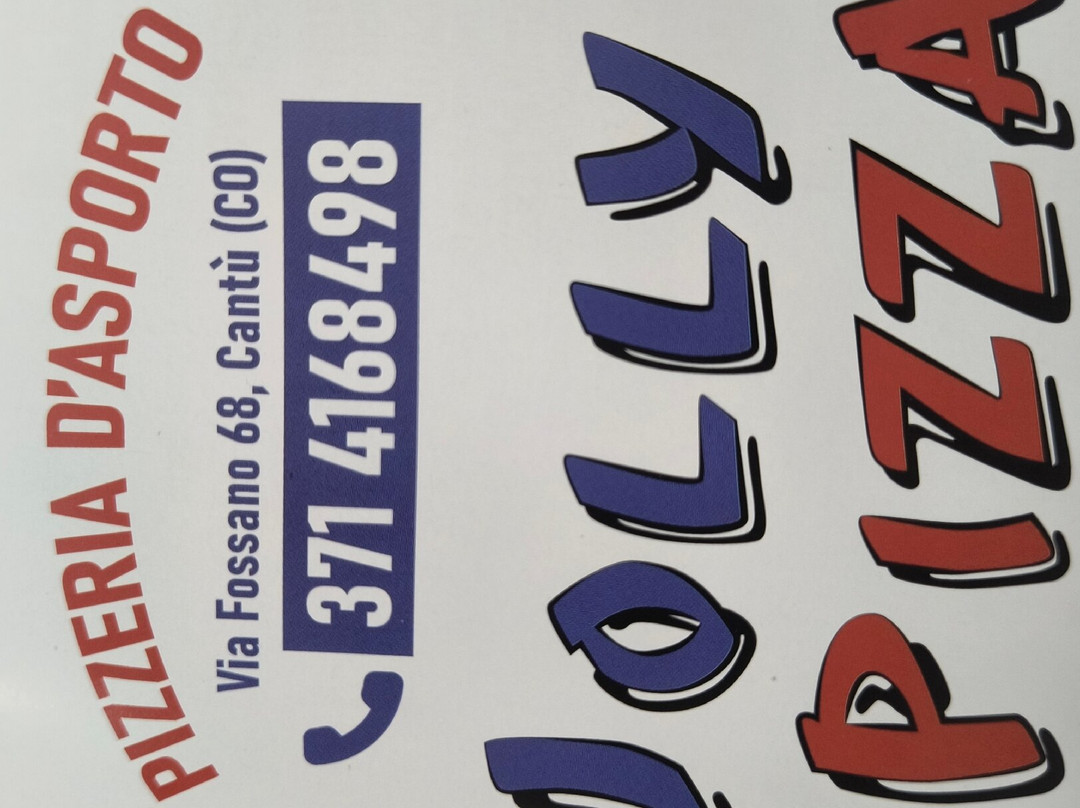 PIZZERIA D'ASPORTO
Via Fossano 68, Cantù (CO)
371 4168498
JOLLY
PIZZA